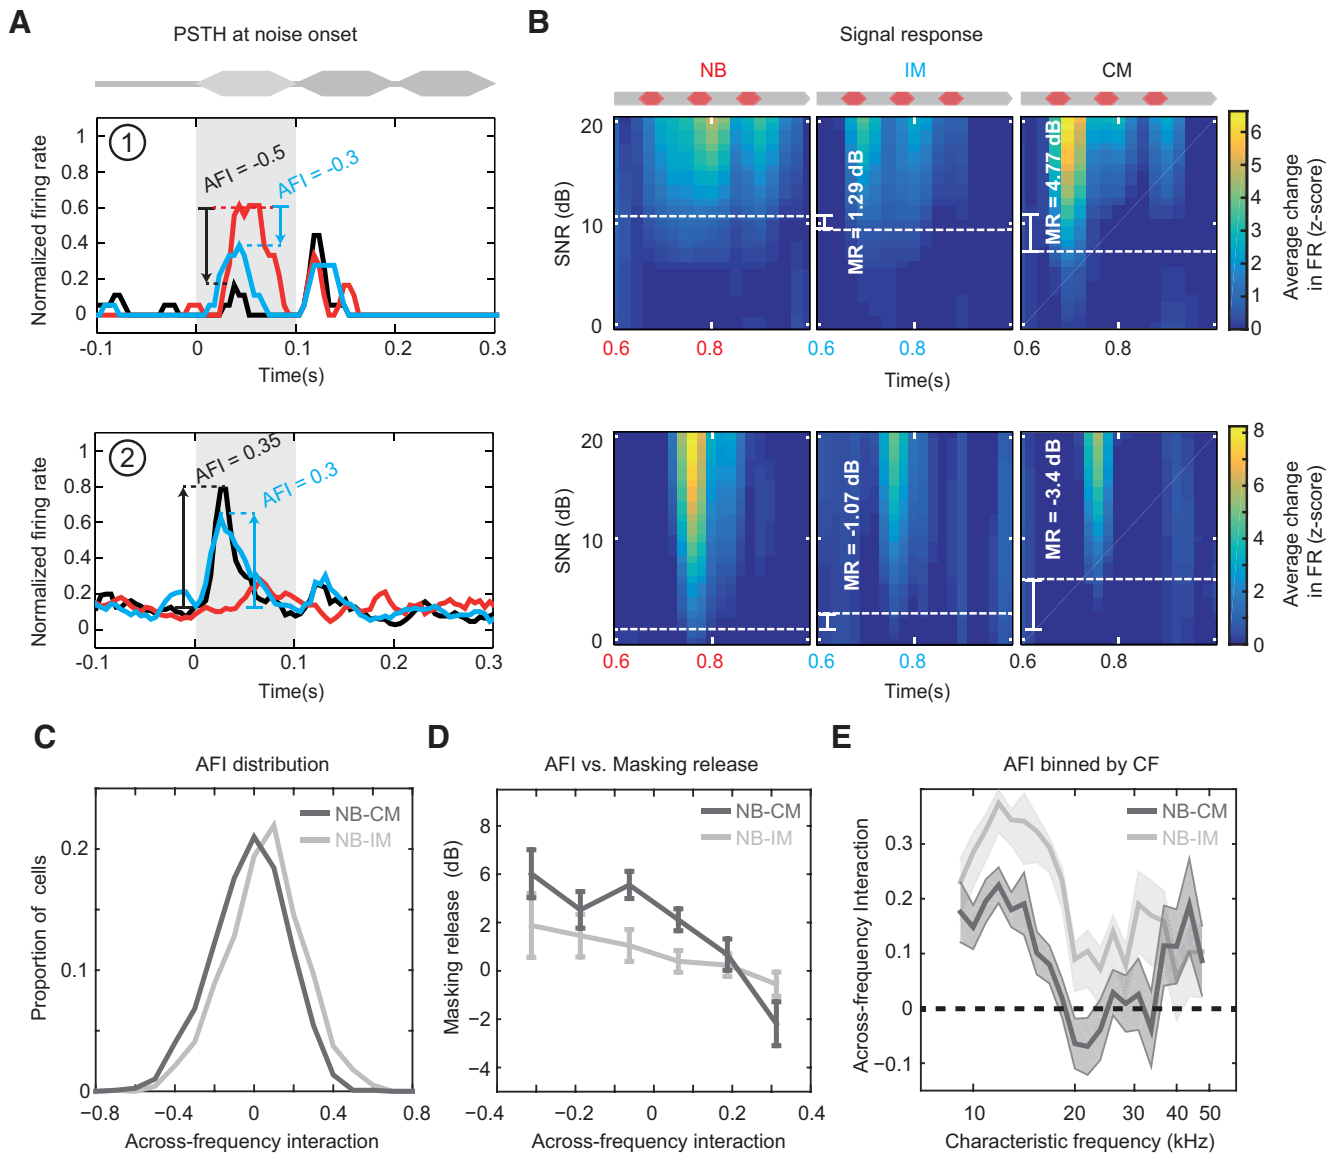 A
PSTH at noise onset
1
AFI = -0.5
AFI = -0.3
Normalized firing rate
1
0.8
0.6
0.4
0.2
0
-0.1
0
0.1
0.2
0.3
Time(s)
2
AFI = 0.35
AFI = 0.3
Normalized firing rate
1
0.8
0.6
0.4
0.2
0
-0.1
0
0.1
0.2
0.3
Time(s)
B
Signal response
NB
IM
CM
SNR (dB)
20
10
0
MR = 1.29 dB
MR = 4.77 dB
0.6
0.8
0.6
0.8
0.6
0.8
Time(s)
6
5
4
3
2
1
0
Average change
in FR (z-score)
SNR (dB)
20
10
0
MR = -1.07 dB
MR = -3.4 dB
0.6
0.8
0.6
0.8
0.6
0.8
Time(s)
8
6
4
2
0
Average change
in FR (z-score)
C
AFI distribution
NB-CM
NB-IM
Proportion of cells
0.2
0.1
0
−0.8
−0.4
0
0.4
0.8
Across-frequency interaction
D
AFI vs. Masking release
NB-CM
NB-IM
Masking release (dB)
8
6
2
0
−2
−4
−0.4
−0.2
0
0.2
0.4
Across-frequency interaction
E
AFI binned by CF
NB-CM
NB-IM
Across-frequency Interaction
0.3
0.2
0.1
0
−0.1
10
20
30
40
50
Characteristic frequency (kHz)